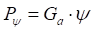 P_ψ = G_a · ψ